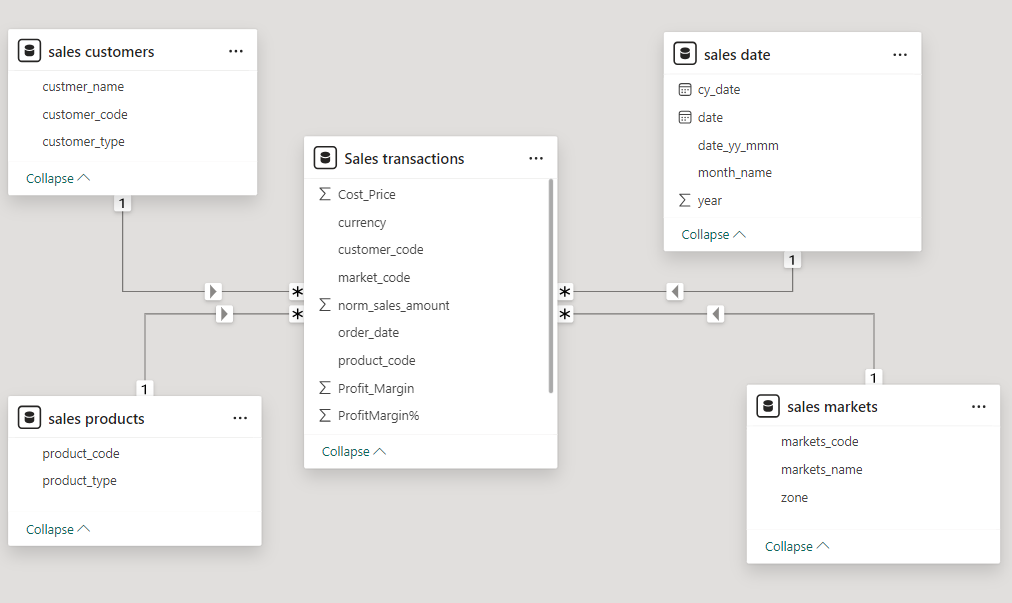 sales customers
custmer_name
customer_code
customer_type
Collapse
1
Sales transactions
Σ Cost_Price
currency
customer_code
market_code
Σ norm_sales_amount
order_date
product_code
Σ Profit_Margin
Σ ProfitMargin%
Collapse
*
*
*
*
sales date
cy_date
date
date_yy_mmm
month_name
Σ year
Collapse
1
1
sales products
product_code
product_type
Collapse
1
sales markets
markets_code
markets_name
zone
Collapse